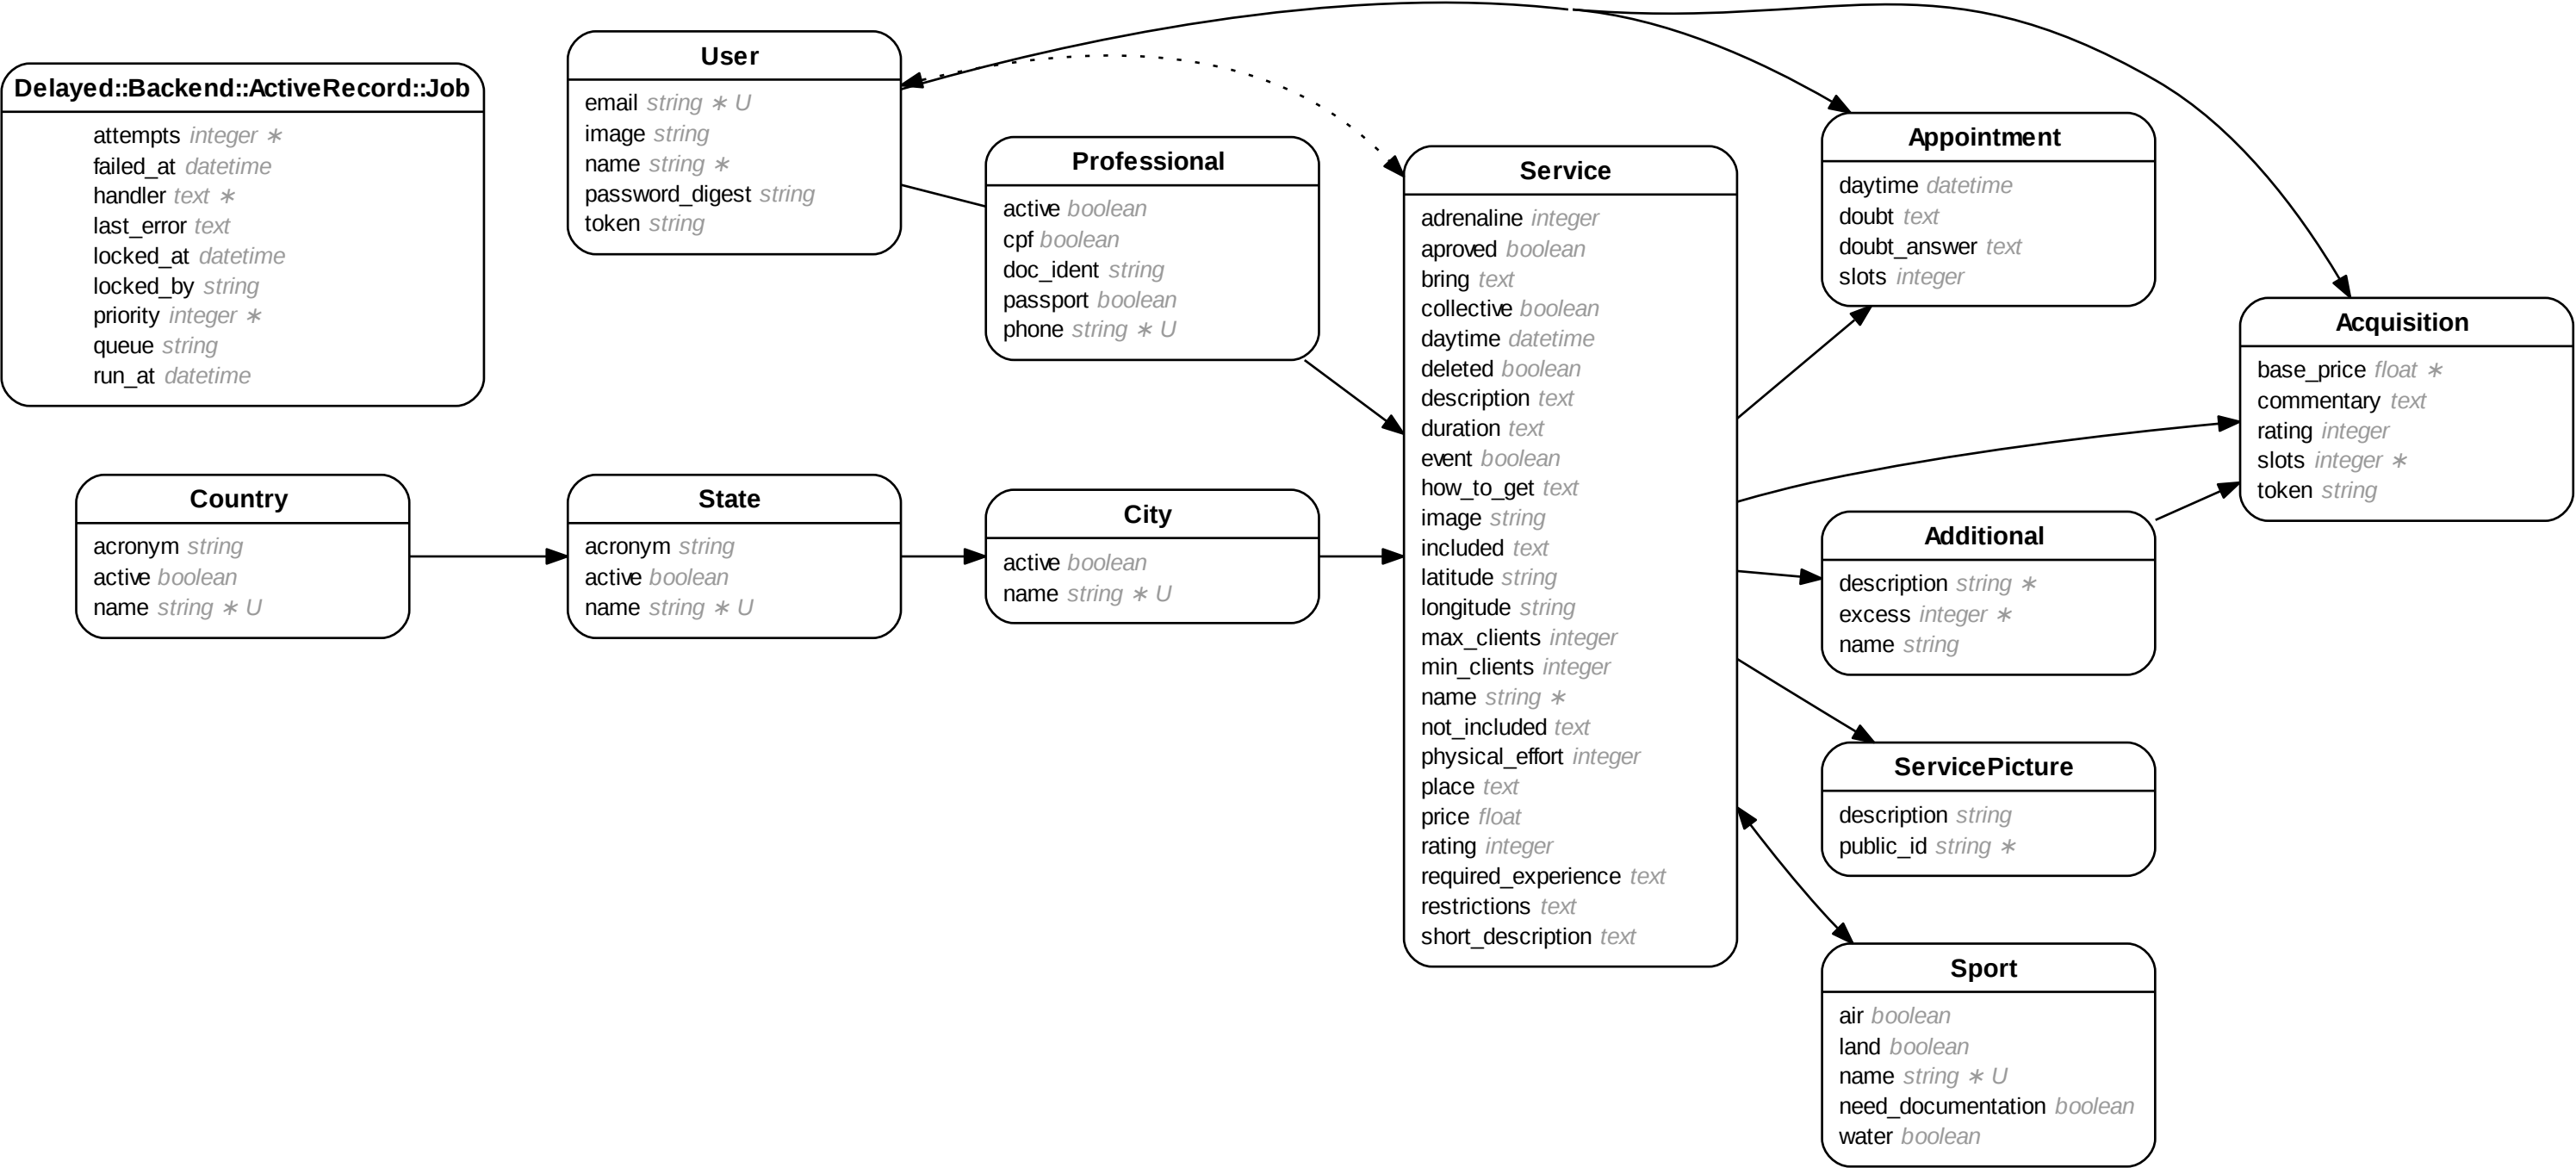 Delayed::Backend::ActiveRecord::Job
attempts integer ∗
failed_at datetime
handler text ∗
last_error text
locked_at datetime
locked_by string
priority integer ∗
queue string
run_at datetime
User
email string ∗ U
image string
name string ∗
password_digest string
token string
Professional
active boolean
cpf boolean
doc_ident string
passport boolean
phone string ∗ U
Country
acronym string
active boolean
name string ∗ U
State
acronym string
active boolean
name string ∗ U
City
active boolean
name string ∗ U
Service
adrenaline integer
aproved boolean
bring text
collective boolean
daytime datetime
deleted boolean
description text
duration text
event boolean
how_to_get text
image string
included text
latitude string
longitude string
max_clients integer
min_clients integer
name string ∗
not_included text
physical_effort integer
place text
price float
rating integer
required_experience text
restrictions text
short_description text
Appointment
daytime datetime
doubt text
doubt_answer text
slots integer
Acquisition
base_price float ∗
commentary text
rating integer
slots integer ∗
token string
Additional
description string ∗
excess integer ∗
name string
ServicePicture
description string
public_id string ∗
Sport
air boolean
land boolean
name string ∗ U
need_documentation boolean
water boolean